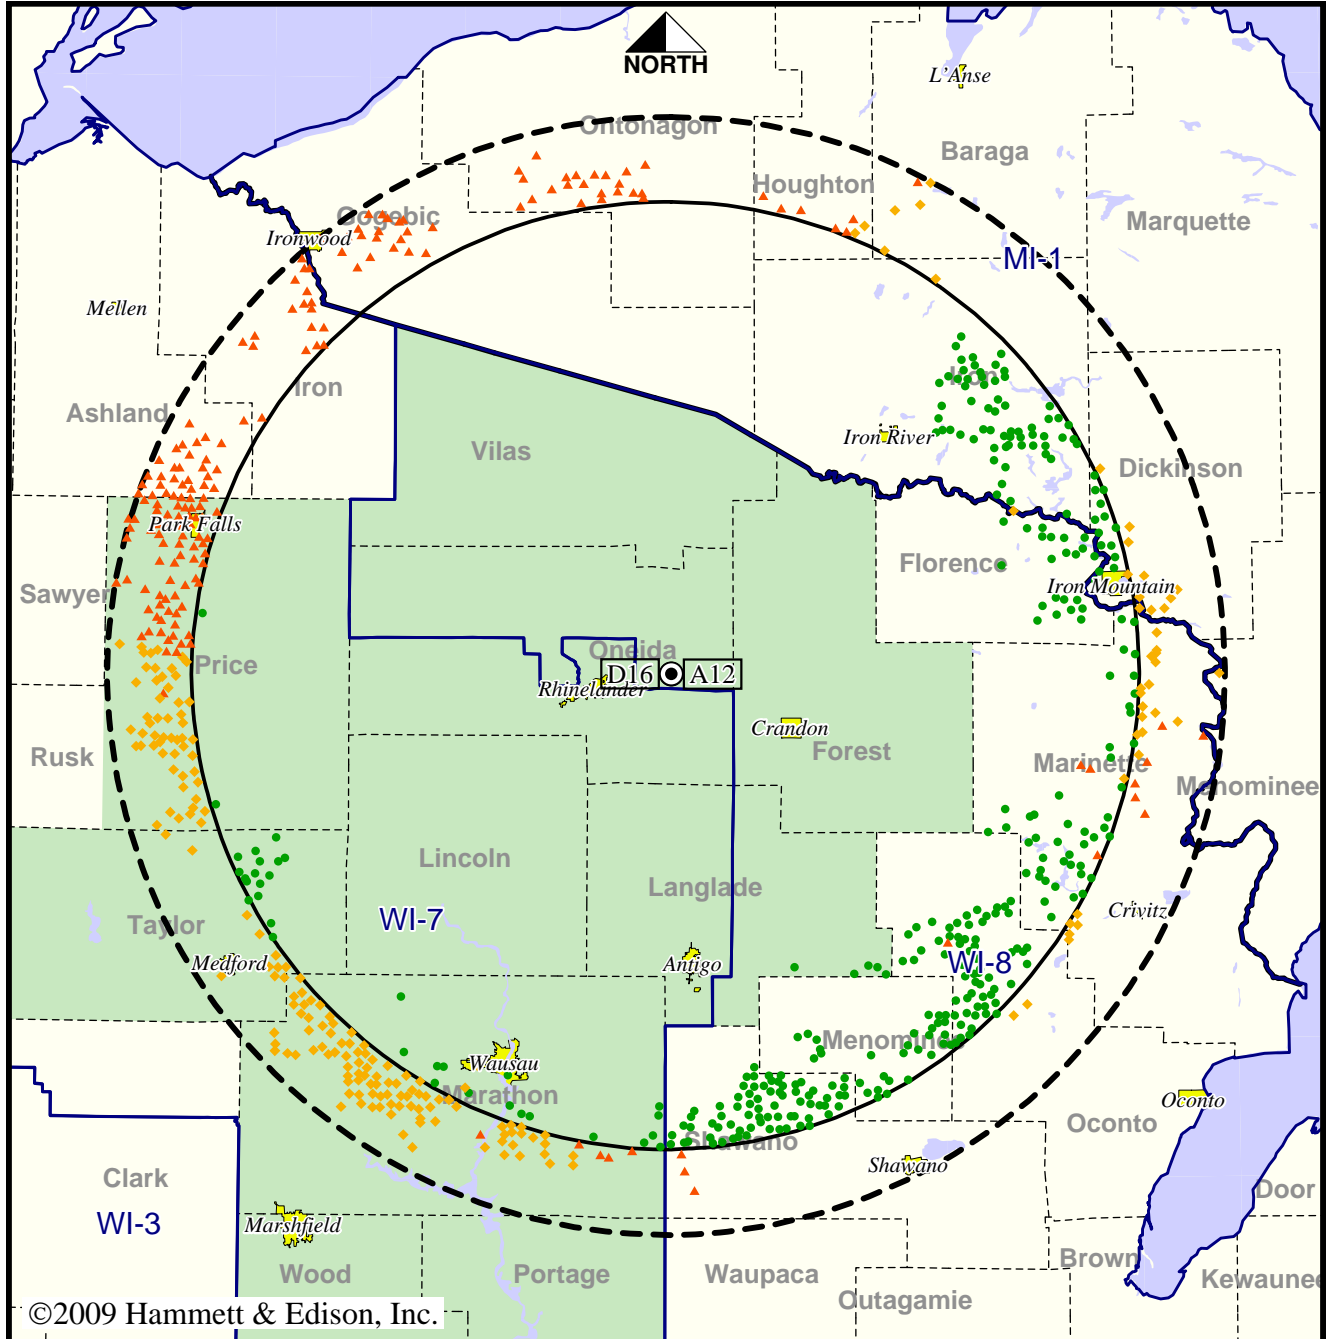 NORTH
L'Anse
Ontonagon
Baraga
Houghton
Marquette
Gogebic
Ironwood
MI-1
Mellen
Iron
Iron
Ashland
Iron River
Vilas
Dickinson
Park Falls
Florence
Iron Mountain
Sawyer
Oneida
Price
D16 A12
Rhinelander
Crandon
Forest
Rusk
Marinette
Menominee
Lincoln
Langlade
Crivitz
WI-7
Taylor
Medford
Antigo
WI-8
Menomine
Wausau
Marathon
Oconto
Oconto
Shawano
Shawano
Clark
Door
WI-3
Marshfield
Brown
Wood
Portage
Waupaca
Kewaunee
Outagamie
©2009 Hammett & Edison, Inc.